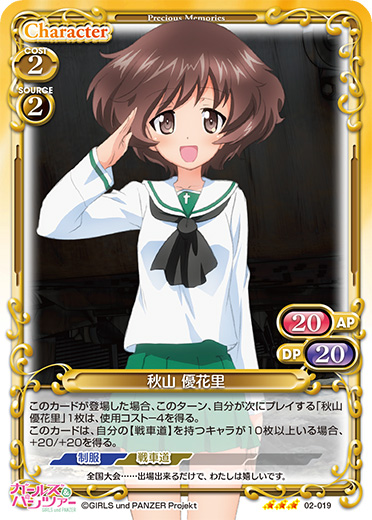 Precious Memories
Character
COST
2
SOURCE
2
20 AP
DP 20
秋山 優花里
このカードが登場した場合、このターン、自分が次にプレイする「秋山
優花里」1枚は、使用コスト－4を得る。
このカードは、自分の【戦車道】を持つキャラが10枚以上いる場合、
+20/+20を得る。
制服 戦車道
全国大会……出場出来るだけで、わたしは嬉しいです。
ガールズ&パンツァー
GIRLS und PANZER
©GIRLS und PANZER Projekt
02-019